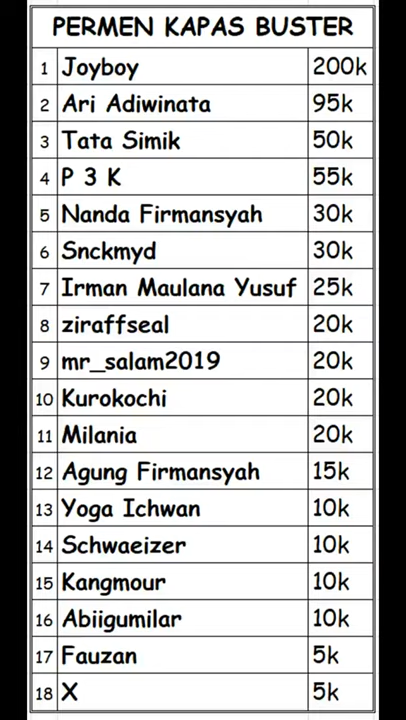 PERMEN KAPAS BUSTER
1 Joyboy 200k
2 Ari Adiwinata 95k
3 Tata Simik 50k
4 P 3 K 55k
5 Nanda Firmansyah 30k
6 Snckmyd 30k
7 Irman Maulana Yusuf 25k
8 ziraffseal 20k
9 mr_salam2019 20k
10 Kurokochi 20k
11 Milania 20k
12 Agung Firmansyah 15k
13 Yoga Ichwan 10k
14 Schwaeizer 10k
15 Kangmour 10k
16 Abiigumilar 10k
17 Fauzan 5k
18 X 5k